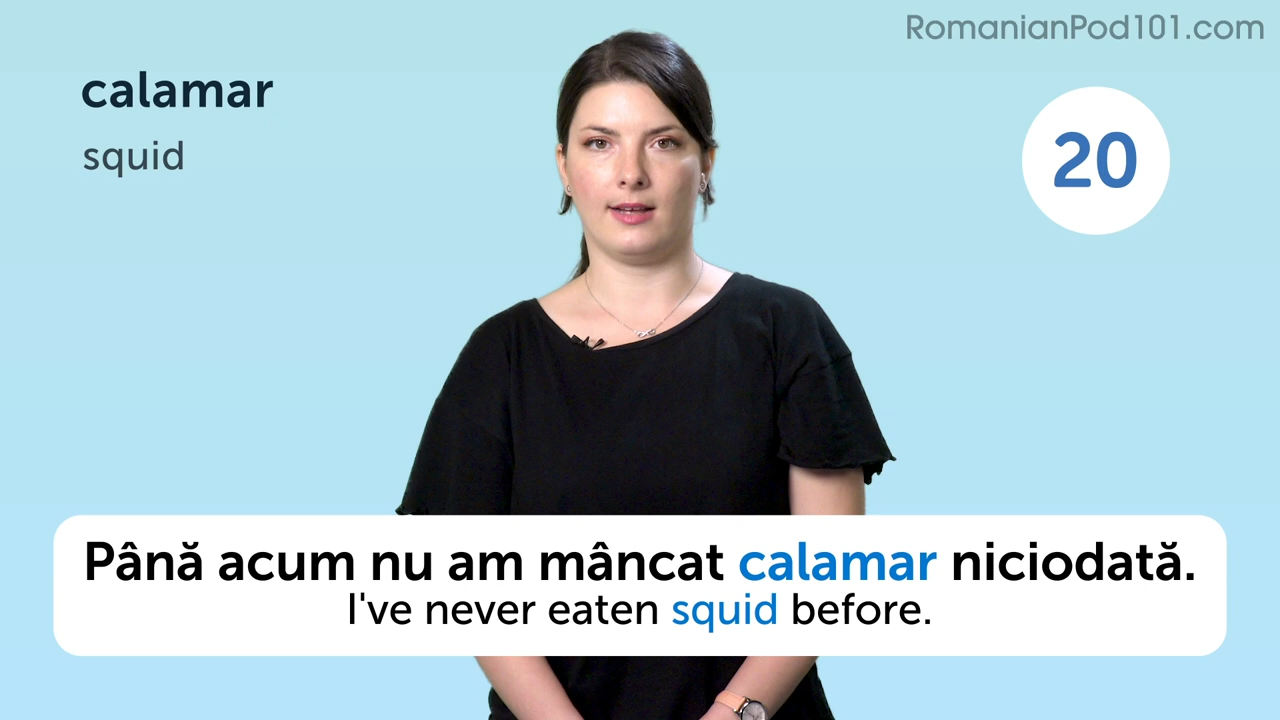 RomanianPod101.com
calamar
squid
20
Până acum nu am mâncat calamar niciodată.
I've never eaten squid before.